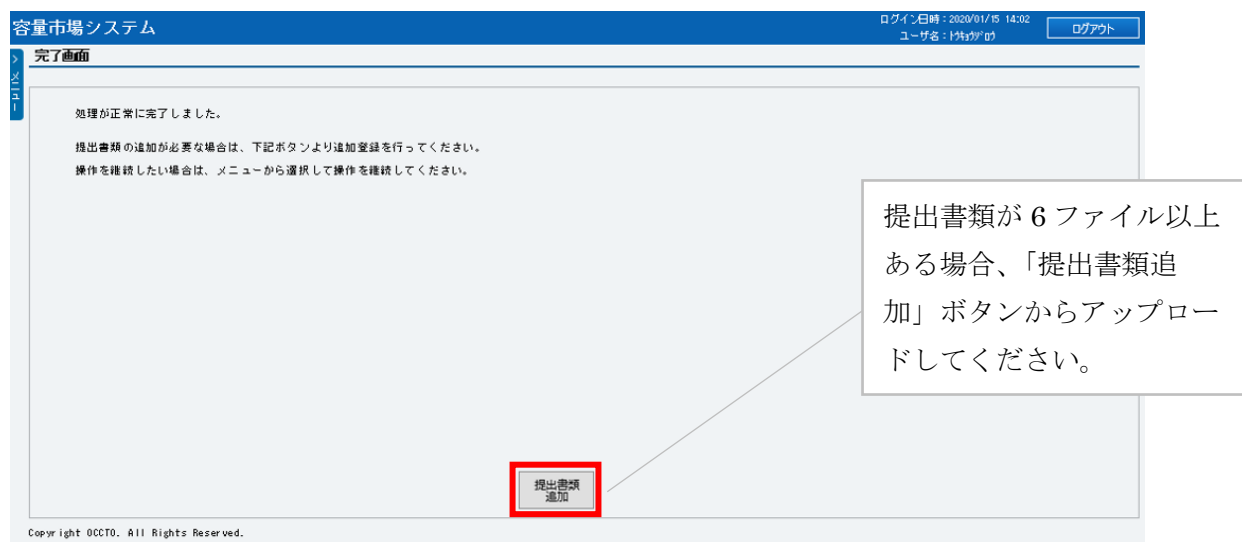 容量市場システム
ログイン日時：2020/01/15 14:02
ユーザ名：ﾄｳｷｮｳｼﾞﾛｳ
ログアウト
＞ メニュー
完了画面
処理が正常に完了しました。
提出書類の追加が必要な場合は、下記ボタンより追加登録を行ってください。
操作を継続したい場合は、メニューから選択して操作を継続してください。
提出書類が 6 ファイル以上
ある場合、「提出書類追
加」ボタンからアップロー
ドしてください。
提出書類
追加
Copyright OCCTO. All Rights Reserved.